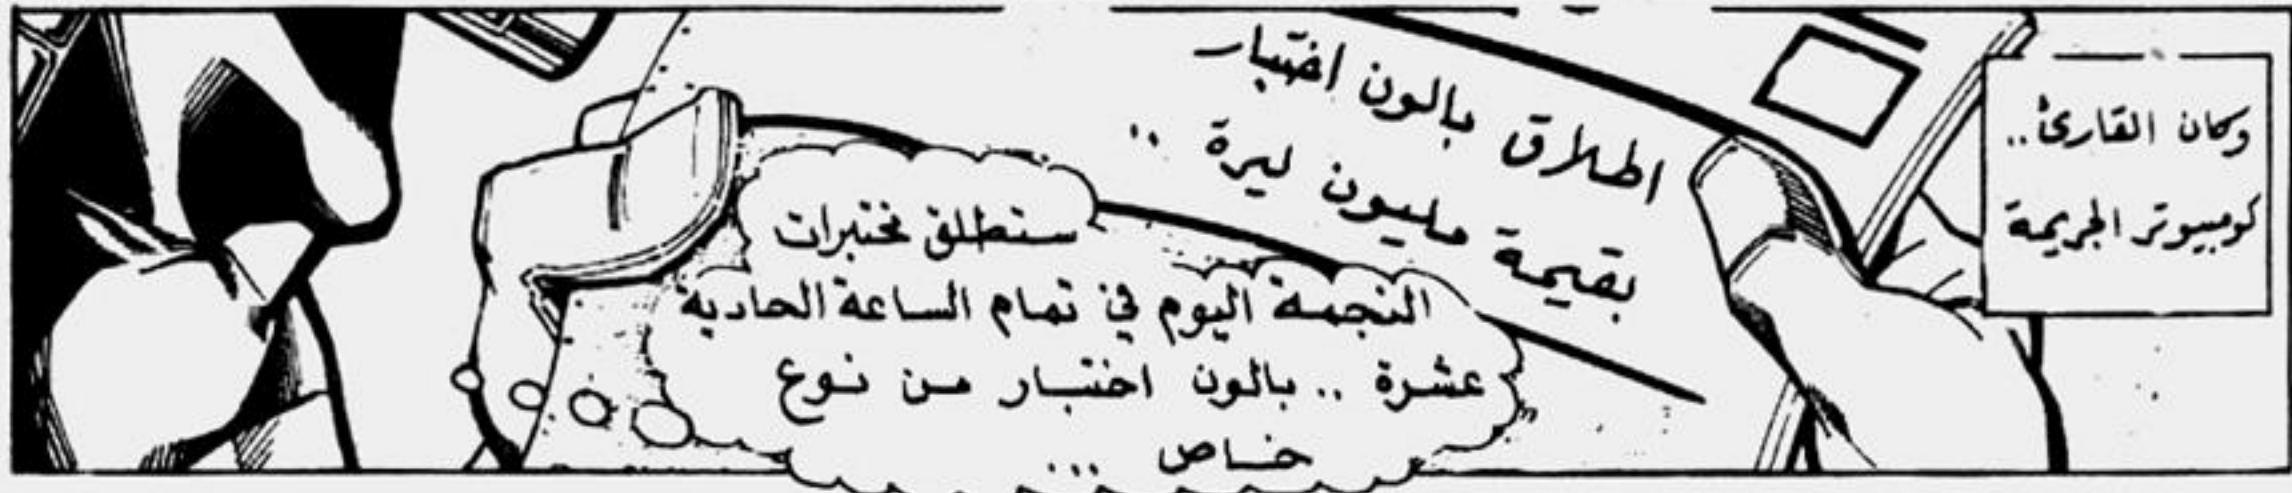 وكان القارئ..
كومبيوتر الجريمة
اطلاق بالون اختبار
بقيمة مليون ليرة ..
ستطلق مختبرات
النجمة اليوم في تمام الساعة الحادية
عشرة .. بالون اختبار من نوع
خاص ...